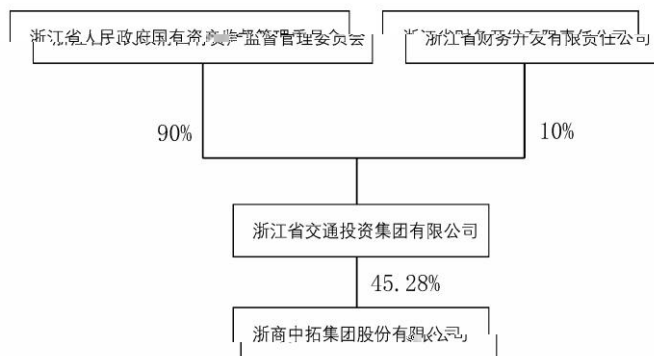 浙江省人民政府国有资产监督管理委员会
浙江省财务开发有限责任公司
90%
10%
浙江省交通投资集团有限公司
45.28%
浙商中拓集团股份有限公司